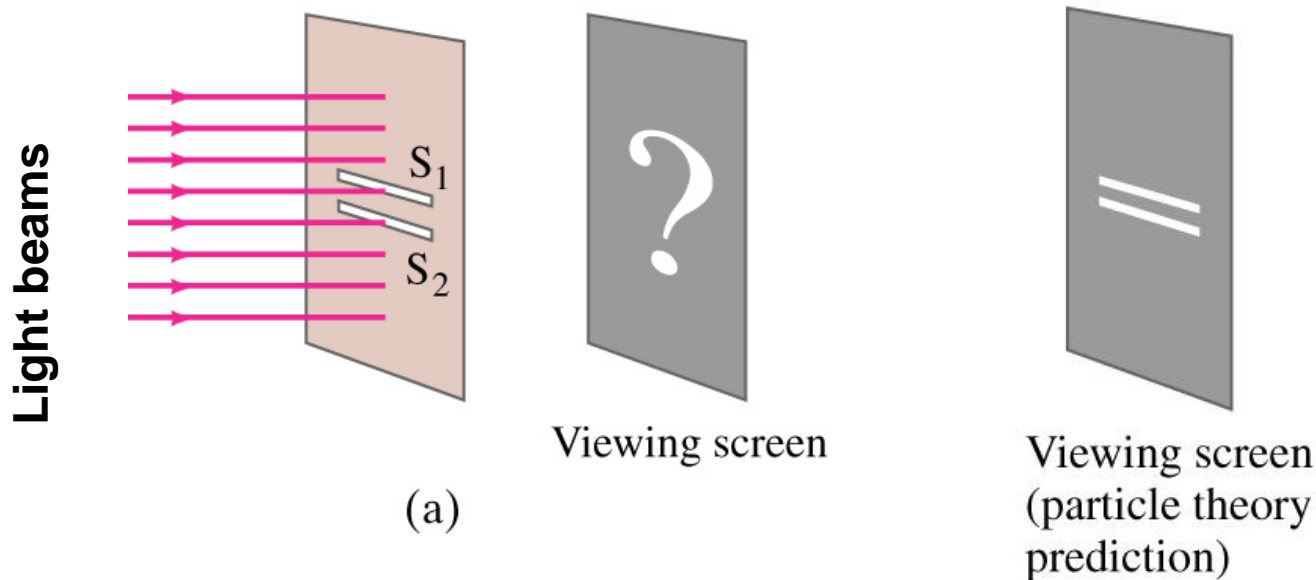 Light beams
S₁
S₂
?
Viewing screen
(a)
Viewing screen
(particle theory
prediction)